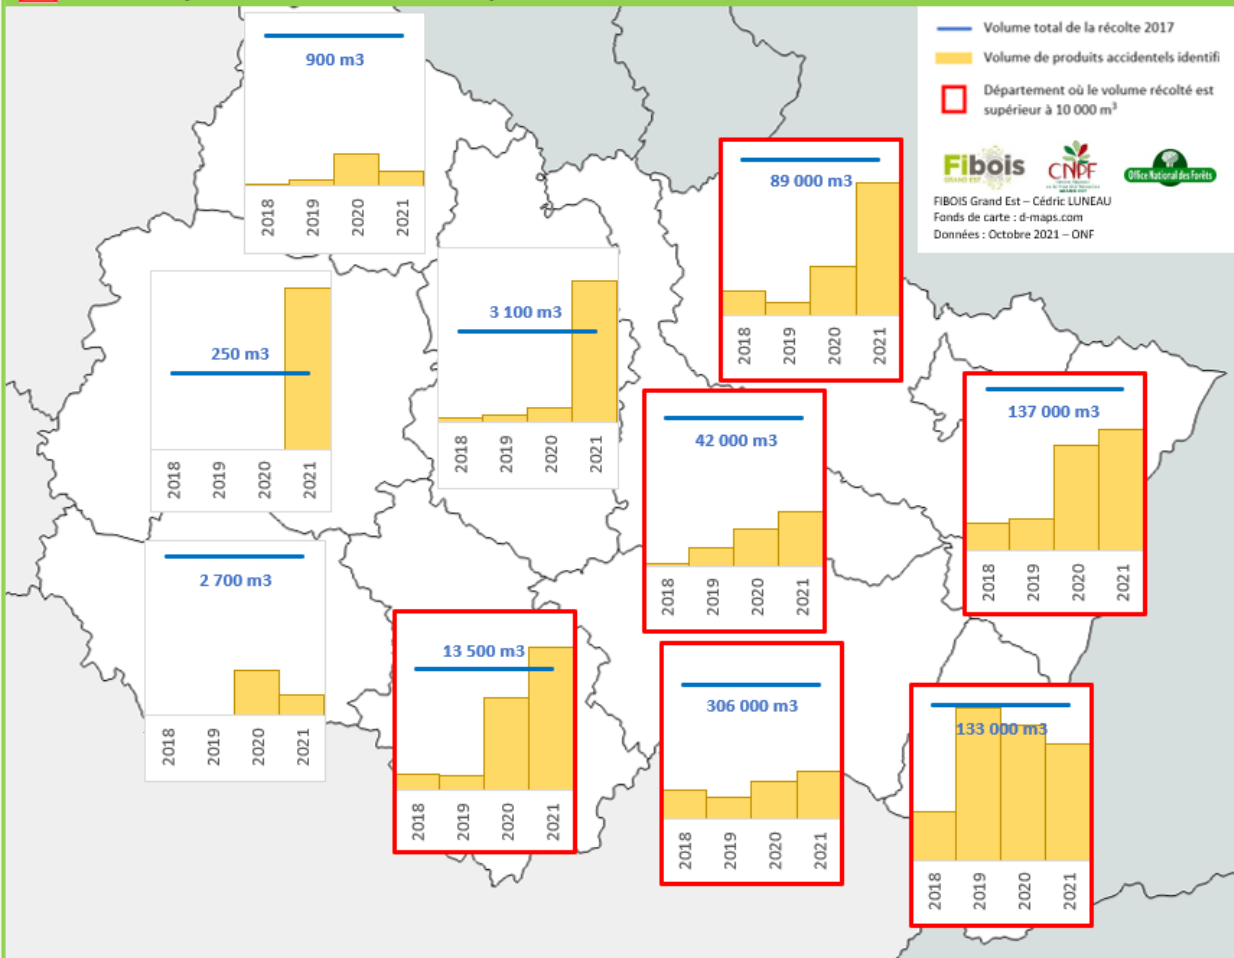 Volume total de la récolte 2017
Volume de produits accidentels identifi
Département où le volume récolté est
supérieur à 10 000 m³
Fibois
GRAND EST
CNPF
Office National des Forêts
FIBOIS Grand Est – Cédric LUNEAU
Fonds de carte : d-maps.com
Données : Octobre 2021 – ONF
900 m3
2018 2019 2020 2021
89 000 m3
2018 2019 2020 2021
250 m3
2018 2019 2020 2021
3 100 m3
2018 2019 2020 2021
42 000 m3
2018 2019 2020 2021
137 000 m3
2018 2019 2020 2021
2 700 m3
2018 2019 2020 2021
13 500 m3
2018 2019 2020 2021
306 000 m3
2018 2019 2020 2021
133 000 m3
2018 2019 2020 2021